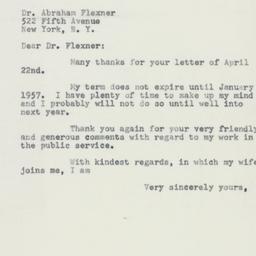 Dr. Abraham Flexner
522 Fifth Avenue
New York, N. Y.
Dear Dr. Flexner:
Many thanks for your letter of April
22nd.
My term does not expire until January
1957. I have plenty of time to make up my mind
and I probably will not do so until well into
next year.
Thank you again for your very friendly
and generous comments with regard to my work in
the public service.
With kindest regards, in which my wife
joins me, I am
Very sincerely yours,